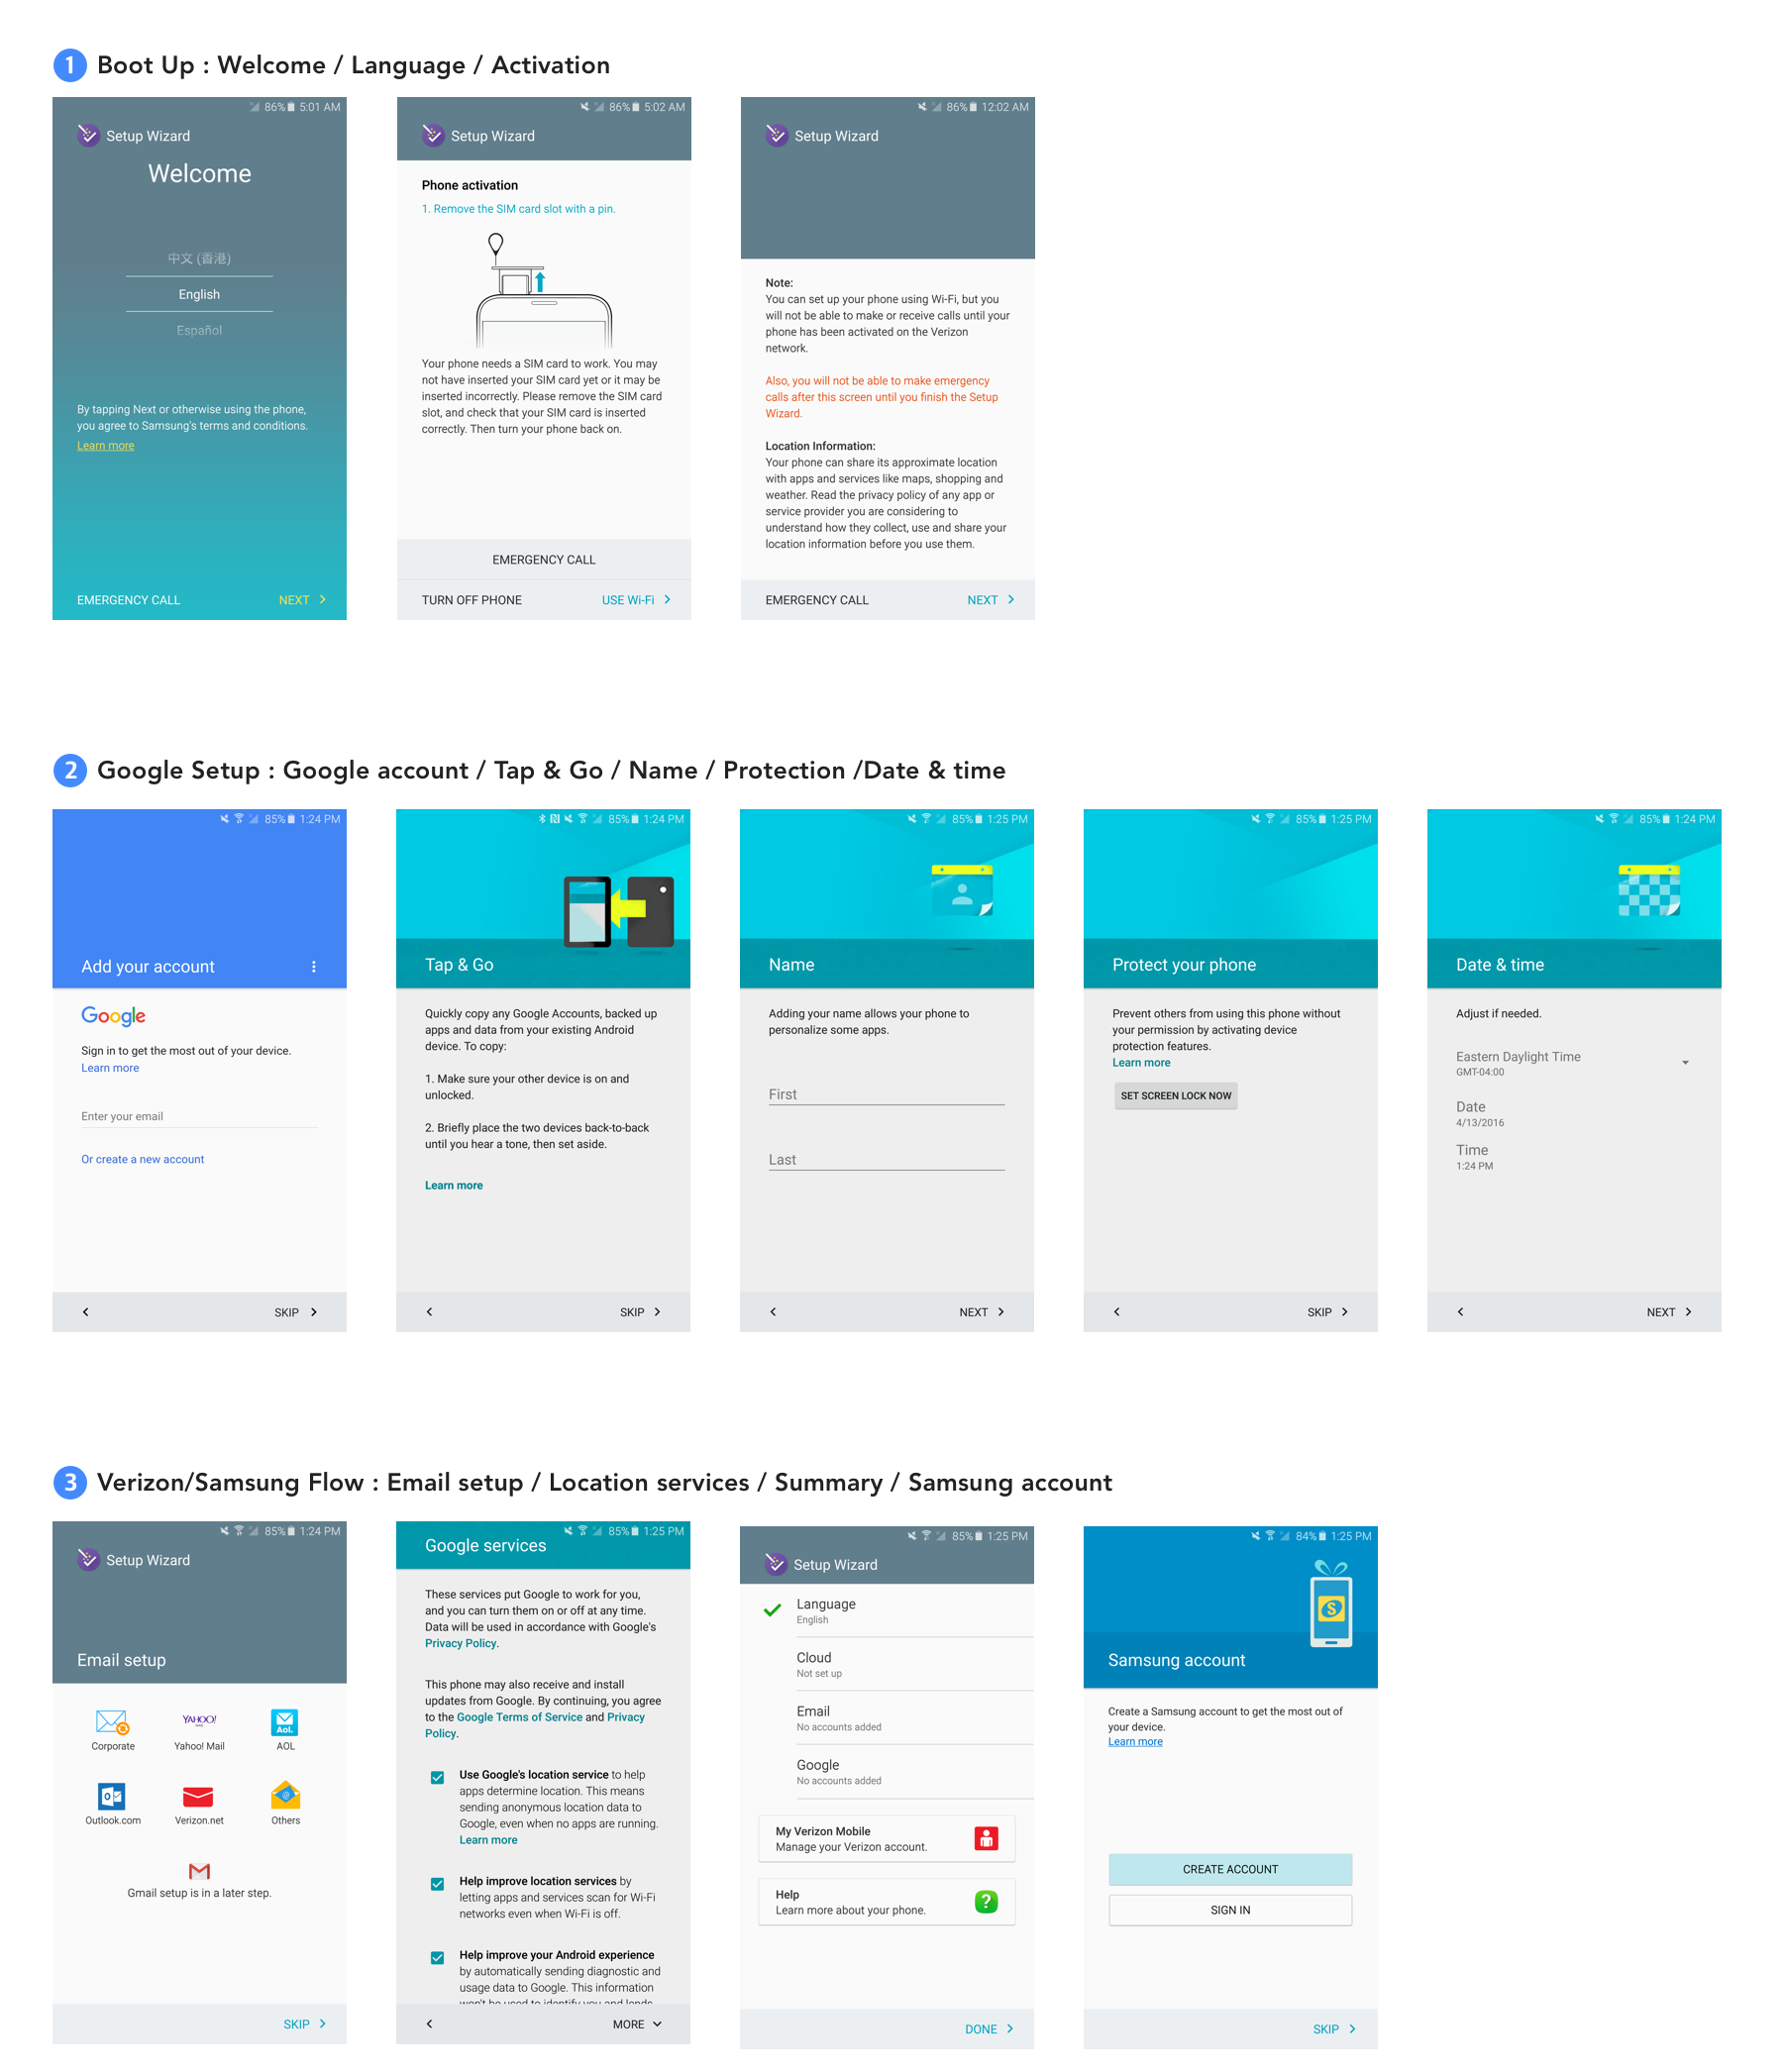 1 Boot Up : Welcome / Language / Activation
86% 5:01 AM
Setup Wizard
Welcome
中文 (香港)
English
Español
By tapping Next or otherwise using the phone,
you agree to Samsung's terms and conditions.
Learn more
EMERGENCY CALL
NEXT
86% 5:02 AM
Setup Wizard
Phone activation
1. Remove the SIM card slot with a pin.
Your phone needs a SIM card to work. You may
not have inserted your SIM card yet or it may be
inserted incorrectly. Please remove the SIM card
slot, and check that your SIM card is inserted
correctly. Then turn your phone back on.
EMERGENCY CALL
TURN OFF PHONE
USE Wi-Fi
86% 12:02 AM
Setup Wizard
Note:
You can set up your phone using Wi-Fi, but you
will not be able to make or receive calls until your
phone has been activated on the Verizon
network.
Also, you will not be able to make emergency
calls after this screen until you finish the Setup
Wizard.
Location Information:
Your phone can share its approximate location
with apps and services like maps, shopping and
weather. Read the privacy policy of any app or
service provider you are considering to
understand how they collect, use and share your
location information before you use them.
EMERGENCY CALL
NEXT
2 Google Setup : Google account / Tap & Go / Name / Protection /Date & time
85% 1:24 PM
Add your account
Google
Sign in to get the most out of your device.
Learn more
Enter your email
Or create a new account
SKIP
85% 1:24 PM
Tap & Go
Quickly copy any Google Accounts, backed up
apps and data from your existing Android
device. To copy:
1. Make sure your other device is on and
unlocked.
2. Briefly place the two devices back-to-back
until you hear a tone, then set aside.
Learn more
SKIP
85% 1:25 PM
Name
Adding your name allows your phone to
personalize some apps.
First
Last
NEXT
85% 1:25 PM
Protect your phone
Prevent others from using this phone without
your permission by activating device
protection features.
Learn more
SET SCREEN LOCK NOW
SKIP
85% 1:24 PM
Date & time
Adjust if needed.
Eastern Daylight Time
GMT-04:00
Date
4/13/2016
Time
1:24 PM
NEXT
3 Verizon/Samsung Flow : Email setup / Location services / Summary / Samsung account
85% 1:24 PM
Setup Wizard
Email setup
YAHOO!
Aol.
Corporate
Yahoo! Mail
AOL
Outlook.com
Verizon.net
Others
Gmail setup is in a later step.
SKIP
85% 1:25 PM
Google services
These services put Google to work for you,
and you can turn them on or off at any time.
Data will be used in accordance with Google's
Privacy Policy.
This phone may also receive and install
updates from Google. By continuing, you agree
to the Google Terms of Service and Privacy
Policy.
Use Google's location service to help
apps determine location. This means
sending anonymous location data to
Google, even when no apps are running.
Learn more
Help improve location services by
letting apps and services scan for Wi-Fi
networks even when Wi-Fi is off.
Help improve your Android experience
by automatically sending diagnostic and
usage data to Google. This information
won't be used to identify you and lends
MORE
85% 1:25 PM
Setup Wizard
Language
English
Cloud
Not set up
Email
No accounts added
Google
No accounts added
My Verizon Mobile
Manage your Verizon account.
Help
Learn more about your phone.
?
DONE
84% 1:25 PM
S
Samsung account
Create a Samsung account to get the most out of
your device.
Learn more
CREATE ACCOUNT
SIGN IN
SKIP